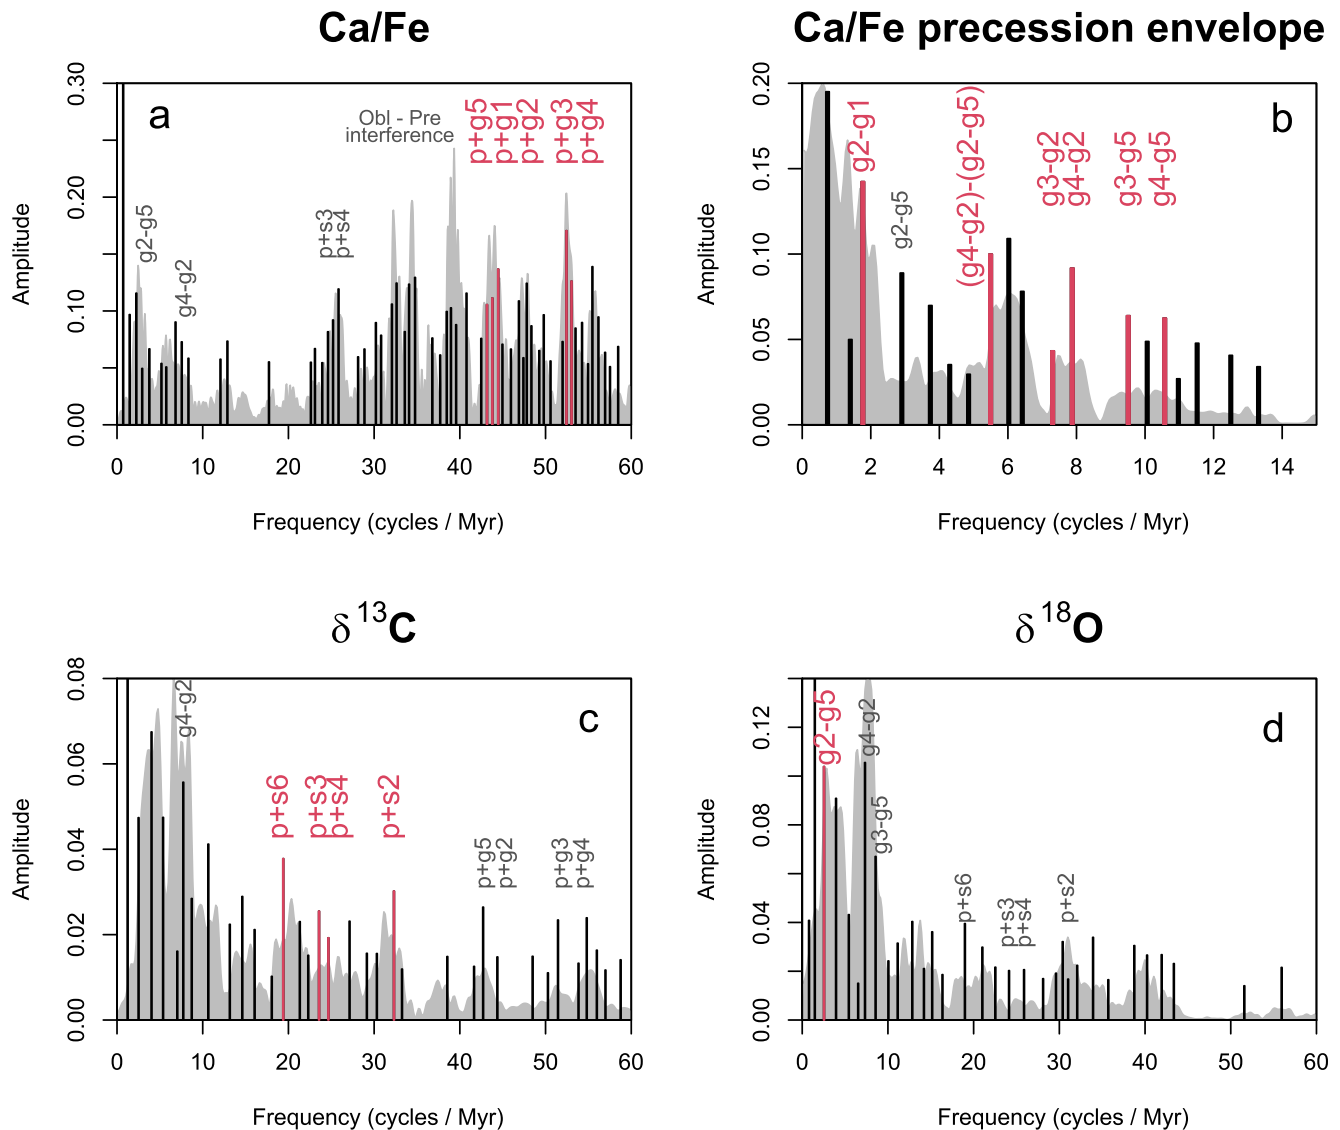 Ca/Fe
a
Amplitude
0.30
0.20
0.10
0.00
g2-g5
g4-g2
p+s3
p+s4
Obl - Pre
interference
p+g5
p+g1
p+g2
p+g3
p+g4
0 10 20 30 40 50 60
Frequency (cycles / Myr)
Ca/Fe precession envelope
b
Amplitude
0.20
0.15
0.10
0.05
0.00
g2-g1
g2-g5
(g4-g2)-(g2-g5)
g3-g2
g4-g2
g3-g5
g4-g5
0 2 4 6 8 10 12 14
Frequency (cycles / Myr)
δ 13C
c
Amplitude
0.08
0.06
0.04
0.02
0.00
g4-g2
p+s6
p+s3
p+s4
p+s2
p+g5
p+g2
p+g3
p+g4
0 10 20 30 40 50 60
Frequency (cycles / Myr)
δ 18O
d
Amplitude
0.12
0.08
0.04
0.00
g2-g5
g4-g2
g3-g5
p+s6
p+s3
p+s4
p+s2
0 10 20 30 40 50 60
Frequency (cycles / Myr)